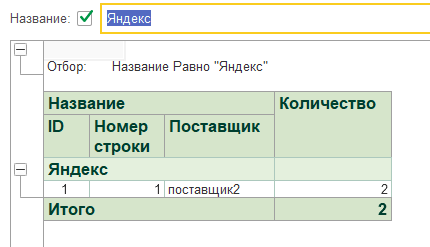 Название: Яндекс
Отбор: Название Равно "Яндекс"
Название Количество
ID Номер строки Поставщик
Яндекс
1 1 поставщик2 2
Итого 2